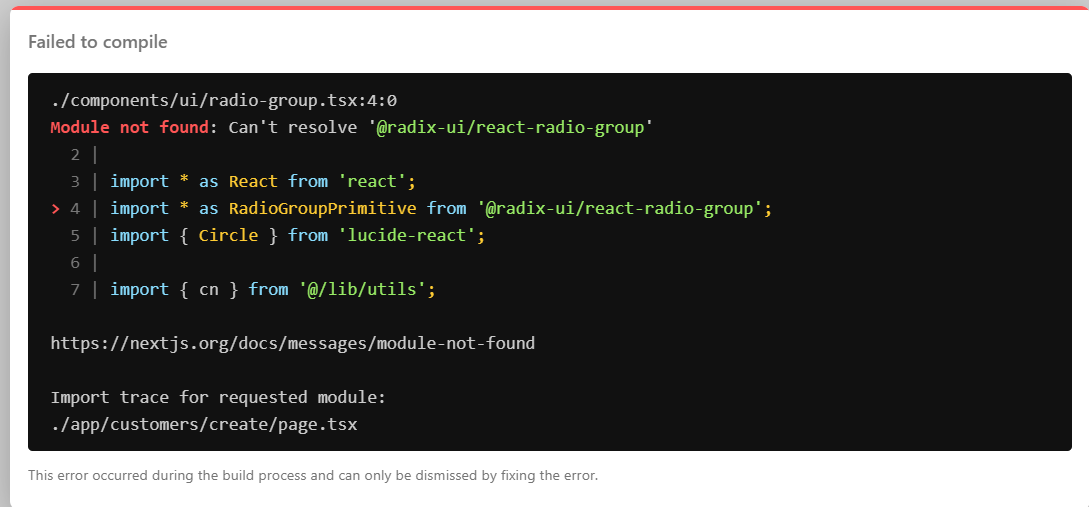 Failed to compile
./components/ui/radio-group.tsx:4:0
Module not found: Can't resolve '@radix-ui/react-radio-group'
2 |
3 | import * as React from 'react';
> 4 | import * as RadioGroupPrimitive from '@radix-ui/react-radio-group';
5 | import { Circle } from 'lucide-react';
6 |
7 | import { cn } from '@/lib/utils';
https://nextjs.org/docs/messages/module-not-found
Import trace for requested module:
./app/customers/create/page.tsx
This error occurred during the build process and can only be dismissed by fixing the error.